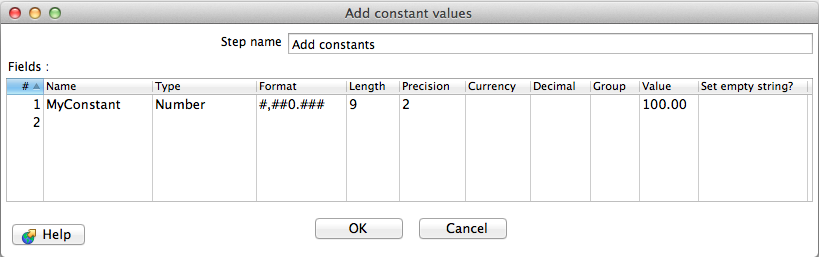 Add constant values
Step name Add constants
Fields :
# Name Type Format Length Precision Currency Decimal Group Value Set empty string?
1 MyConstant Number #,##0.### 9 2 100.00
2
Help OK Cancel